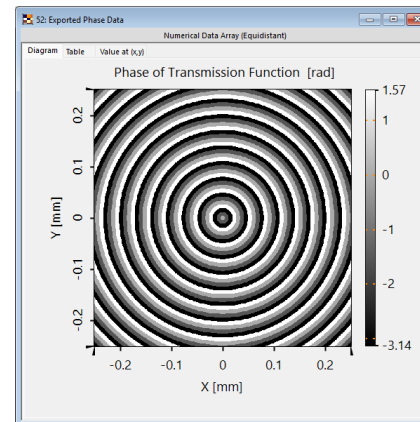 52: Exported Phase Data
Numerical Data Array (Equidistant)
Diagram Table Value at (x,y)
Phase of Transmission Function [rad]
1.57
1
0
-1
-2
-3.14
Y [mm]
0.2
0.1
0
-0.1
-0.2
-0.2 -0.1 0 0.1 0.2
X [mm]